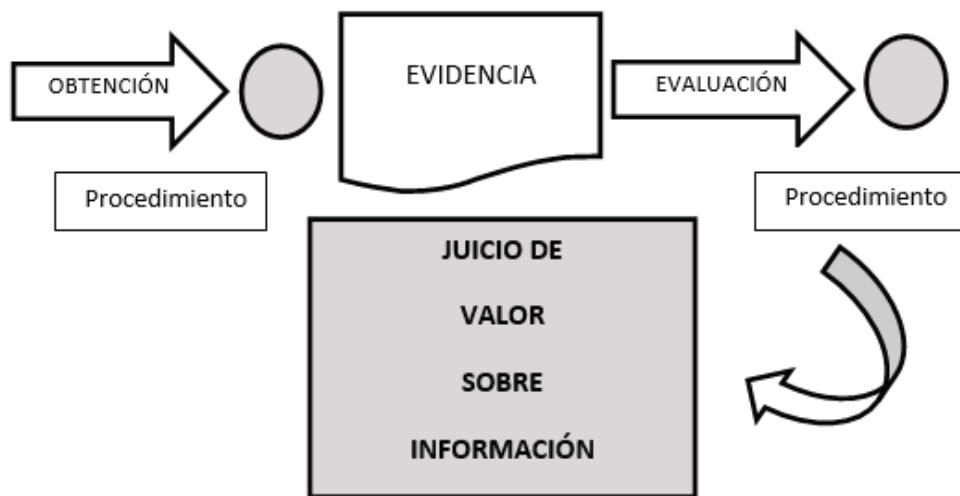 OBTENCIÓN
EVIDENCIA
EVALUACIÓN
Procedimiento
Procedimiento
JUICIO DE
VALOR
SOBRE
INFORMACIÓN